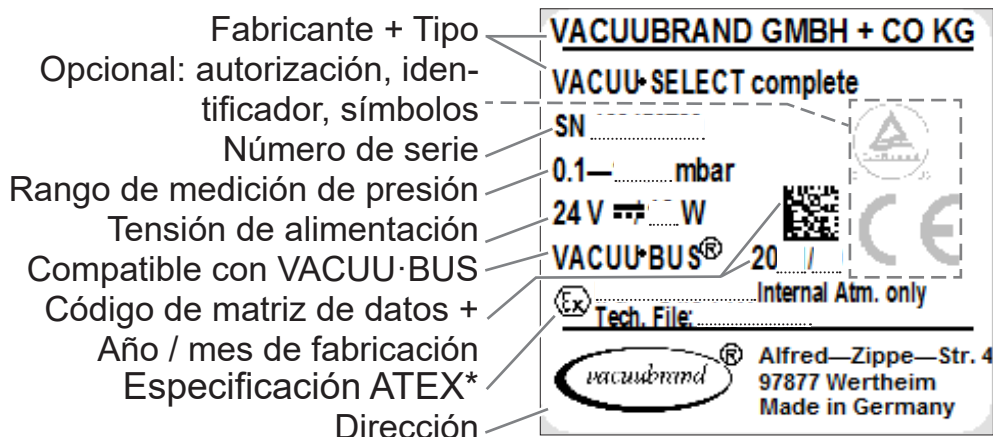 Fabricante + Tipo
Opcional: autorización, iden-
tificador, símbolos
Número de serie
Rango de medición de presión
Tensión de alimentación
Compatible con VACUU·BUS
Código de matriz de datos +
Año / mes de fabricación
Especificación ATEX*
Dirección
VACUUBRAND GMBH + CO KG
VACUU•SELECT complete
SN
0.1— mbar
24 V W
VACUU•BUS® 20 /
CE
Ex Internal Atm. only
Tech. File:
vacuubrand ®
Alfred—Zippe—Str. 4
97877 Wertheim
Made in Germany